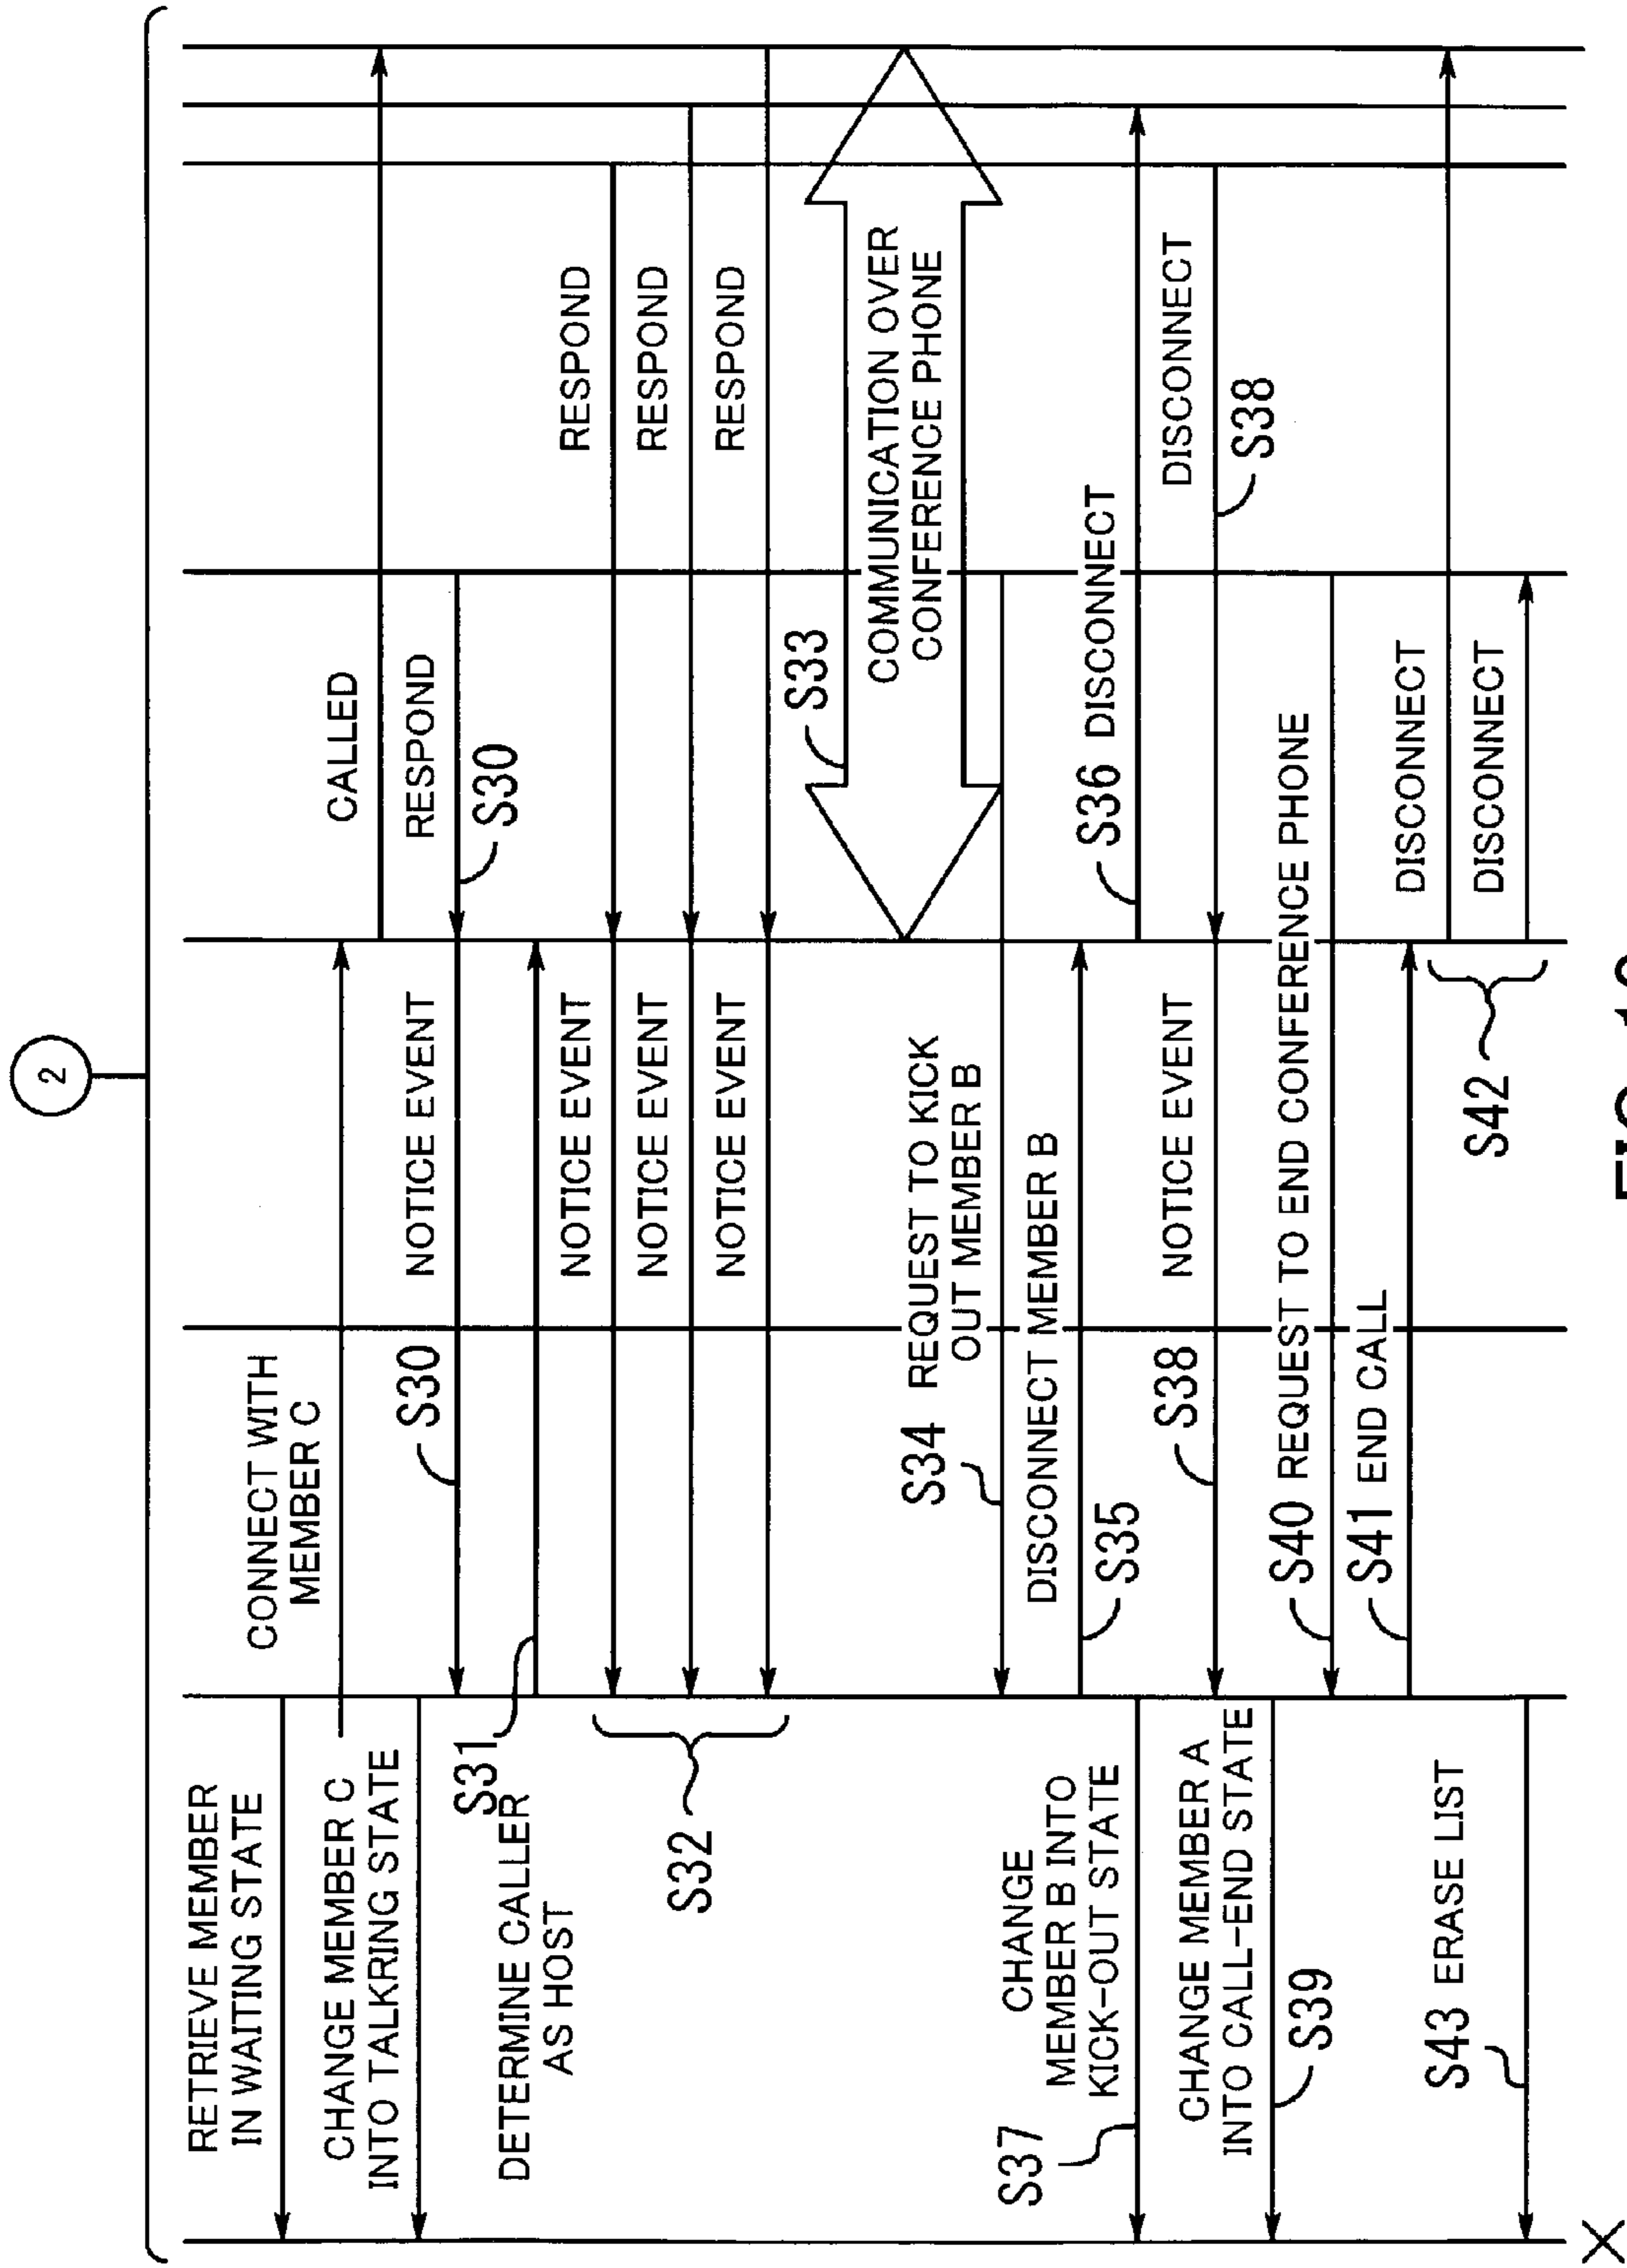 2
RETRIEVE MEMBER
IN WAITING STATE
CONNECT WITH
MEMBER C
CHANGE MEMBER C
INTO TALKRING STATE
CALLED
S30
NOTICE EVENT
RESPOND
S30
S31
DETERMINE CALLER
AS HOST
NOTICE EVENT
RESPOND
NOTICE EVENT
RESPOND
S32
NOTICE EVENT
RESPOND
S33
COMMUNICATION OVER
CONFERENCE PHONE
S34
REQUEST TO KICK
OUT MEMBER B
DISCONNECT MEMBER B
S35
S37
CHANGE
MEMBER B INTO
KICK-OUT STATE
S36 DISCONNECT
S38
NOTICE EVENT
DISCONNECT
S38
CHANGE MEMBER A
INTO CALL-END STATE
S39
S40 REQUEST TO END CONFERENCE PHONE
S41 END CALL
DISCONNECT
S43 ERASE LIST
S42
DISCONNECT
X